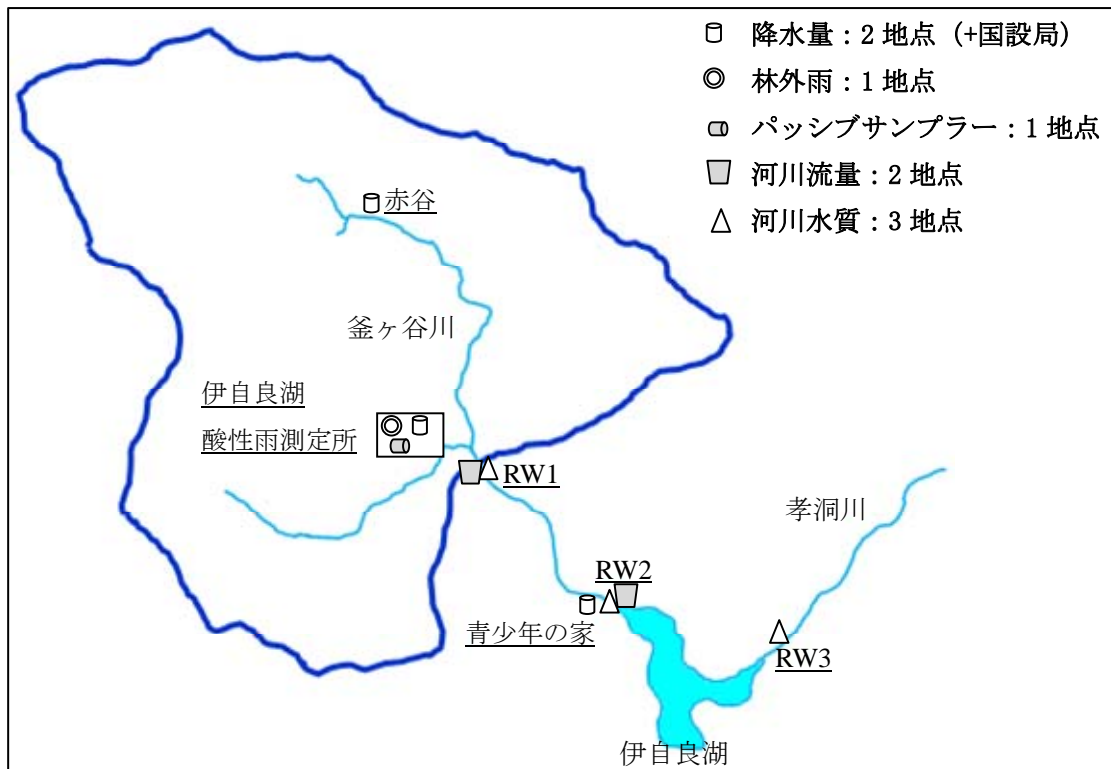 降水量：2 地点（+国設局）
林外雨：1 地点
パッシブサンプラー：1 地点
河川流量：2 地点
河川水質：3 地点
赤谷
釜ヶ谷川
伊自良湖
酸性雨測定所
RW1
孝洞川
RW2
青少年の家
RW3
伊自良湖